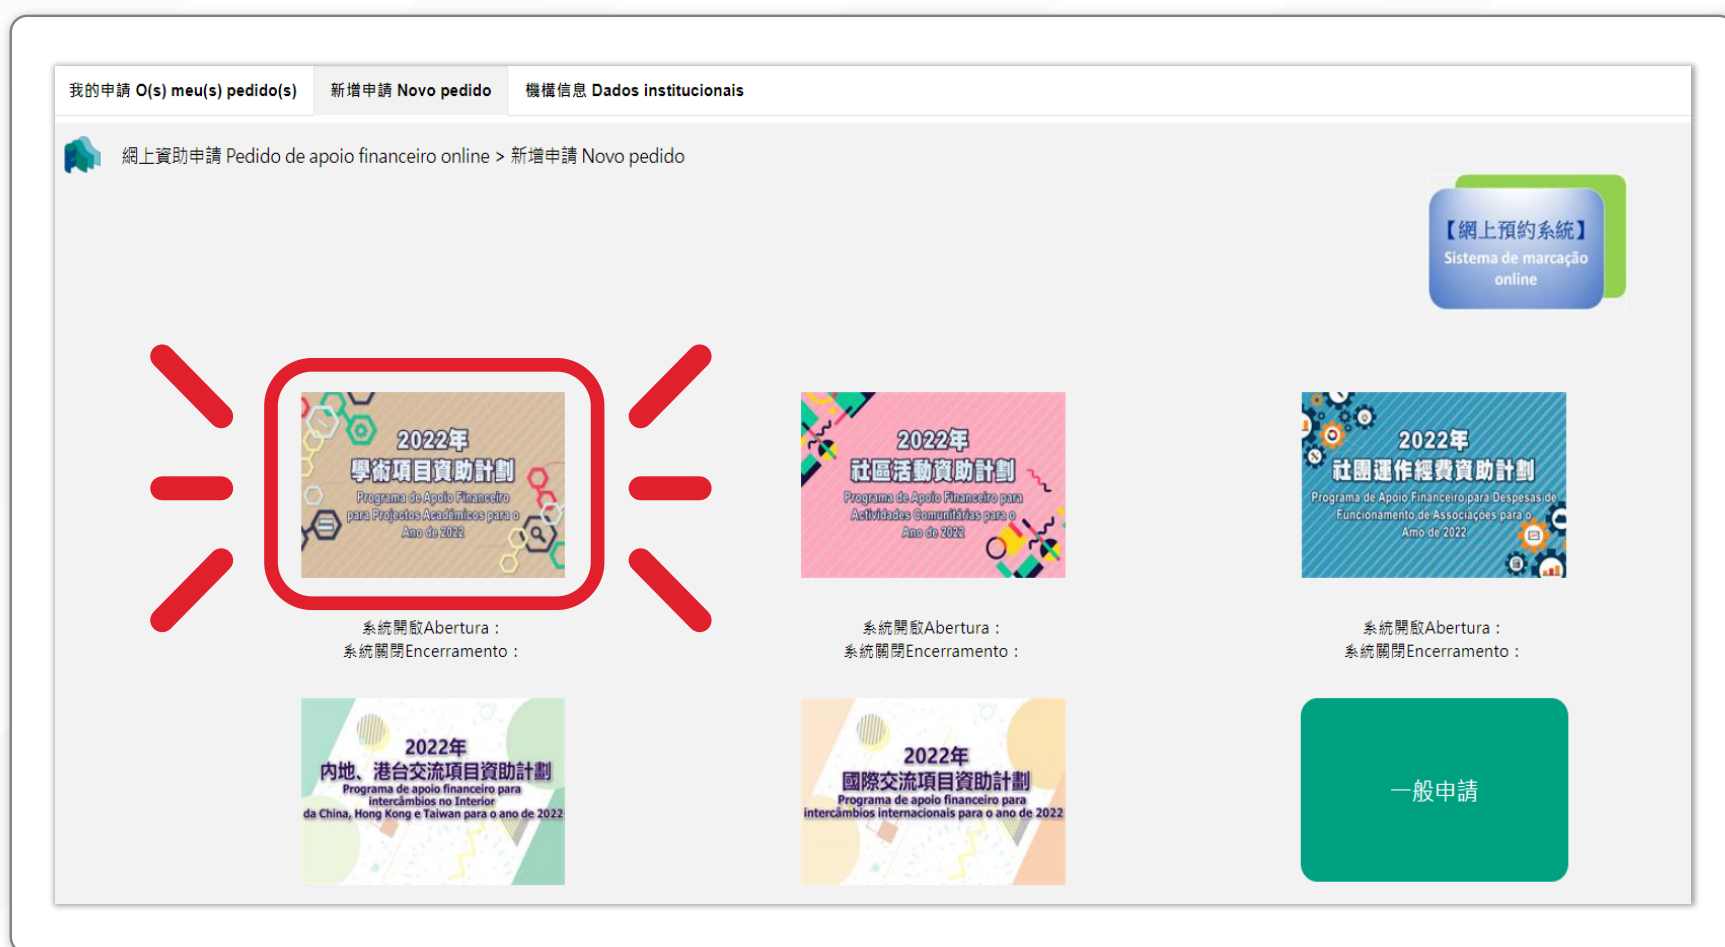 我的申請 O(s) meu(s) pedido(s)
新增申請 Novo pedido
機構信息 Dados institucionais
網上資助申請 Pedido de apoio financeiro online > 新增申請 Novo pedido
【網上預約系統】
Sistema de marcação
online
2022年
學術項目資助計劃
Programa de Apoio Financeiro
para Projectos Académicos para o
Ano de 2022
系統開啟Abertura：
系統關閉Encerramento：
2022年
社區活動資助計劃
Programa de Apoio Financeiro para
Actividades Comunitárias para o
Ano de 2022
系統開啟Abertura：
系統關閉Encerramento：
2022年
社團運作經費資助計劃
Programa de Apoio Financeiro para Despesas de
Funcionamento de Associações para o
Amo de 2022
系統開啟Abertura：
系統關閉Encerramento：
2022年
內地、港台交流項目資助計劃
Programa de apoio financeiro para
intercâmbios no Interior
da China, Hong Kong e Taiwan para o ano de 2022
2022年
國際交流項目資助計劃
Programa de apoio financeiro para
intercâmbios internacionais para o ano de 2022
一般申請